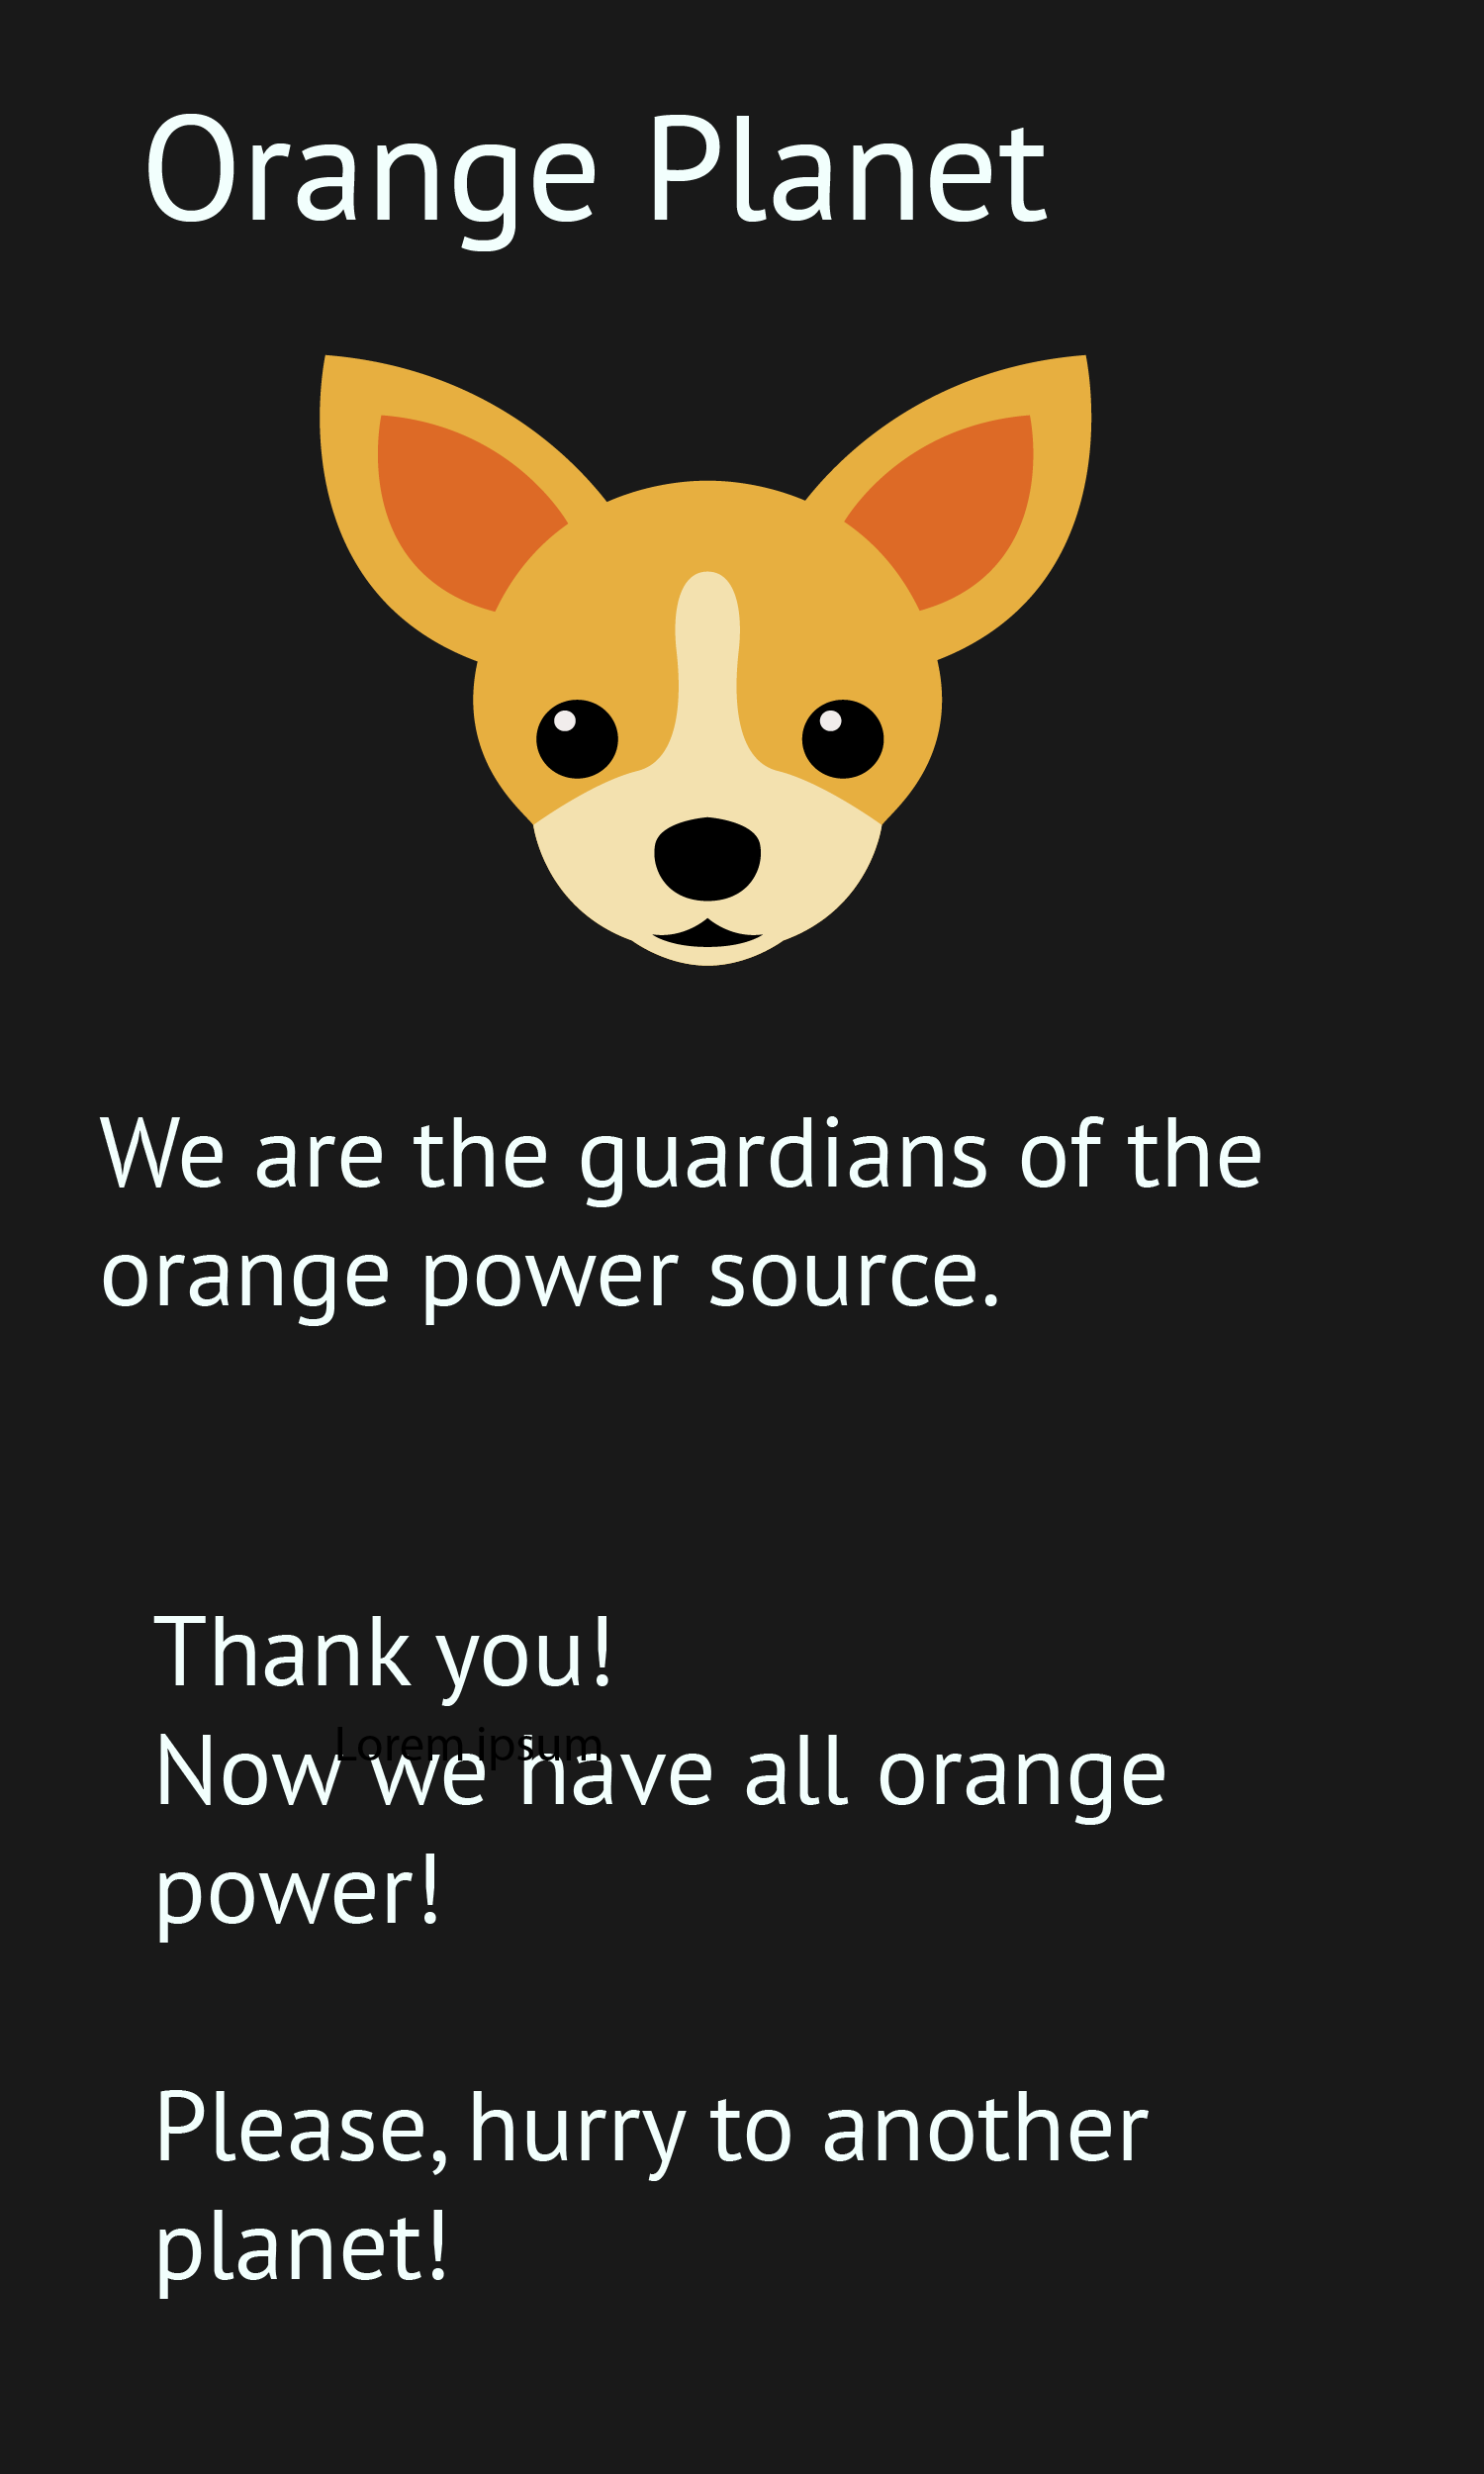 Orange Planet
We are the guardians of the
orange power source.
Thank you!
Lorem ipsum
Now we have all orange
power!
Please, hurry to another
planet!